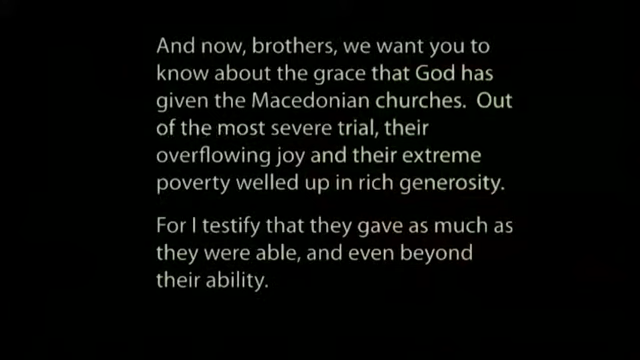 And now, brothers, we want you to
know about the grace that God has
given the Macedonian churches.  Out
of the most severe trial, their
overflowing joy and their extreme
poverty welled up in rich generosity.
For I testify that they gave as much as
they were able, and even beyond
their ability.